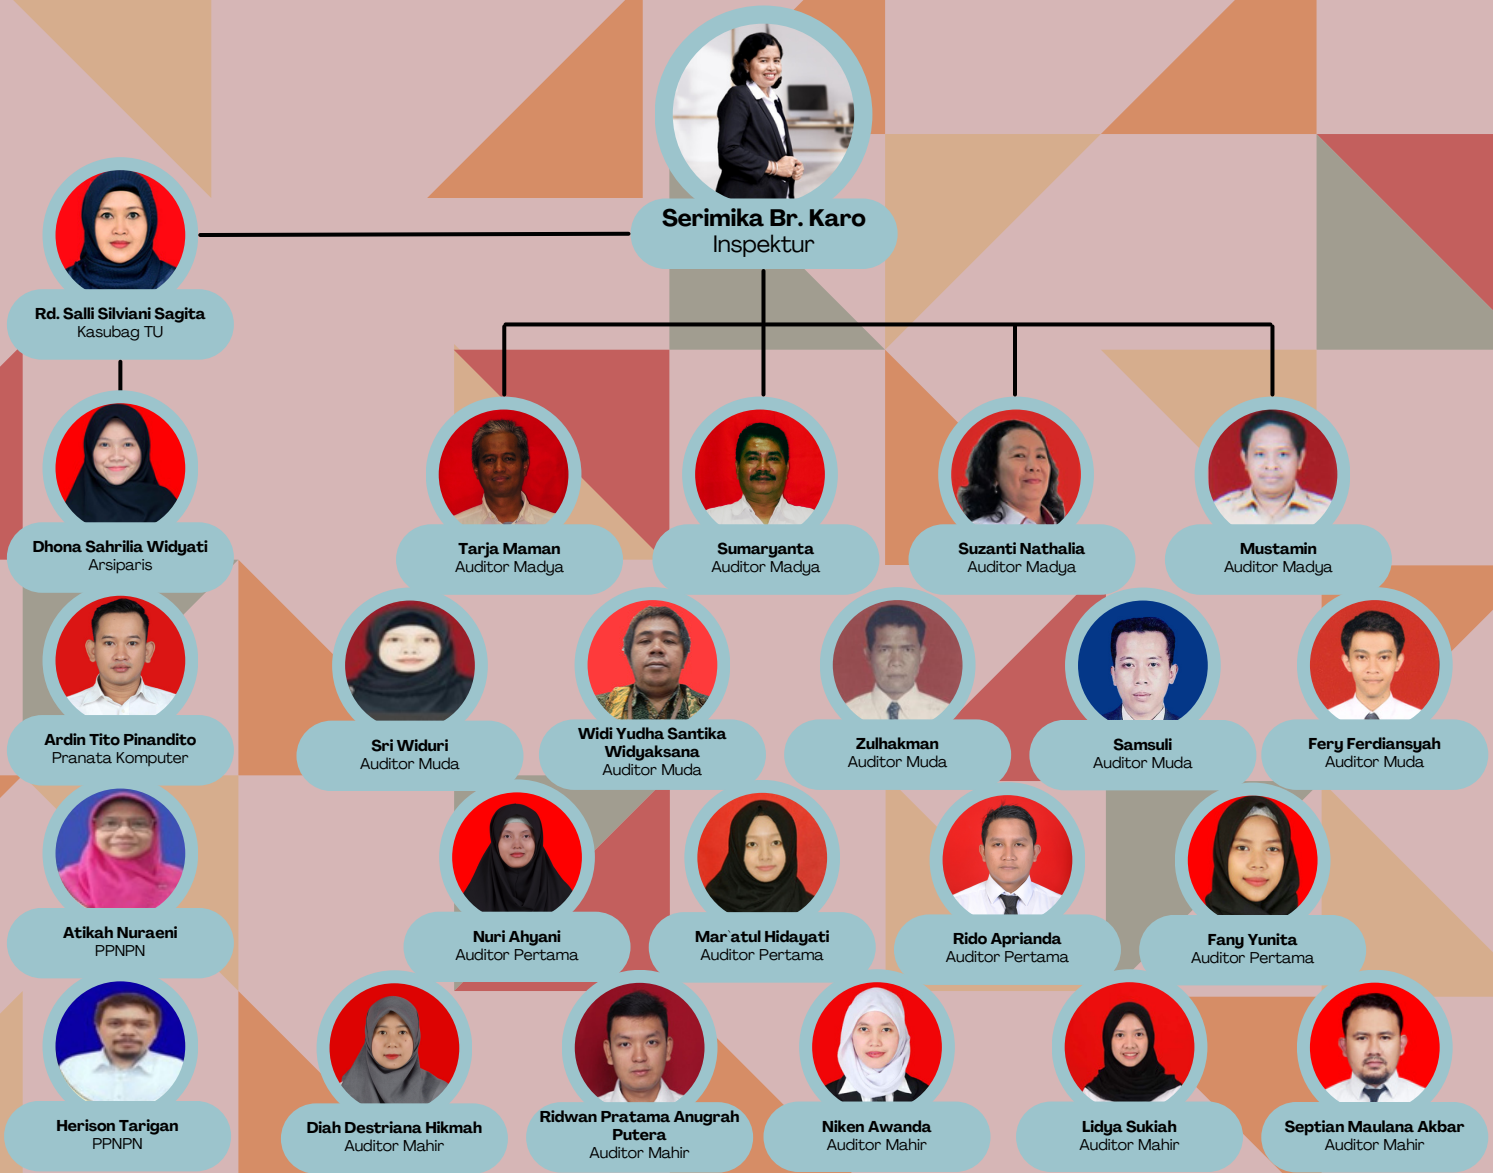 Serimika Br. Karo
Inspektur
Rd. Salli Silviani Sagita
Kasubag TU
Dhona Sahrilia Widyati
Arsiparis
Tarja Maman
Auditor Madya
Sumaryanta
Auditor Madya
Suzanti Nathalia
Auditor Madya
Mustamin
Auditor Madya
Ardin Tito Pinandito
Pranata Komputer
Sri Widuri
Auditor Muda
Widi Yudha Santika
Widyaksana
Auditor Muda
Zulhakman
Auditor Muda
Samsuli
Auditor Muda
Fery Ferdiansyah
Auditor Muda
Atikah Nuraeni
PPNPN
Nuri Ahyani
Auditor Pertama
Mar`atul Hidayati
Auditor Pertama
Rido Aprianda
Auditor Pertama
Fany Yunita
Auditor Pertama
Herison Tarigan
PPNPN
Diah Destriana Hikmah
Auditor Mahir
Ridwan Pratama Anugrah
Putera
Auditor Mahir
Niken Awanda
Auditor Mahir
Lidya Sukiah
Auditor Mahir
Septian Maulana Akbar
Auditor Mahir